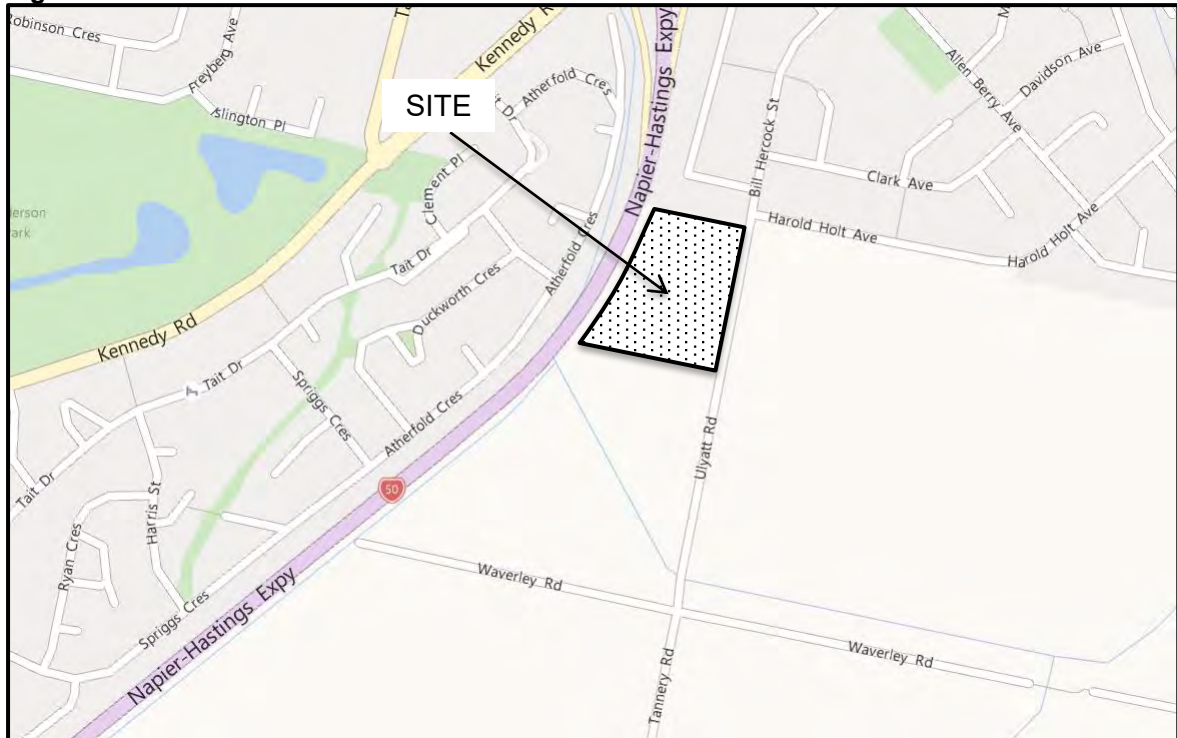 Robinson Cres
Freyberg Ave
Kennedy Rd
Atherfold Cres
SITE
Clement Pl
Tait Dr
Duckworth Cres
Atherfold Cres
Napier-Hastings Expy
Napier-Hastings Expy
Bill Hercock St
Allen Berry Ave
Davidson Ave
Clark Ave
Harold Holt Ave
Harold Holt Ave
Kennedy Rd
Tait Dr
Spriggs Cres
Atherfold Cres
Tait Dr
Harris St
Ryan Cres
50
Spriggs Cres
Napier-Hastings Expy
Ulyatt Rd
Waverley Rd
Waverley Rd
Tannery Rd